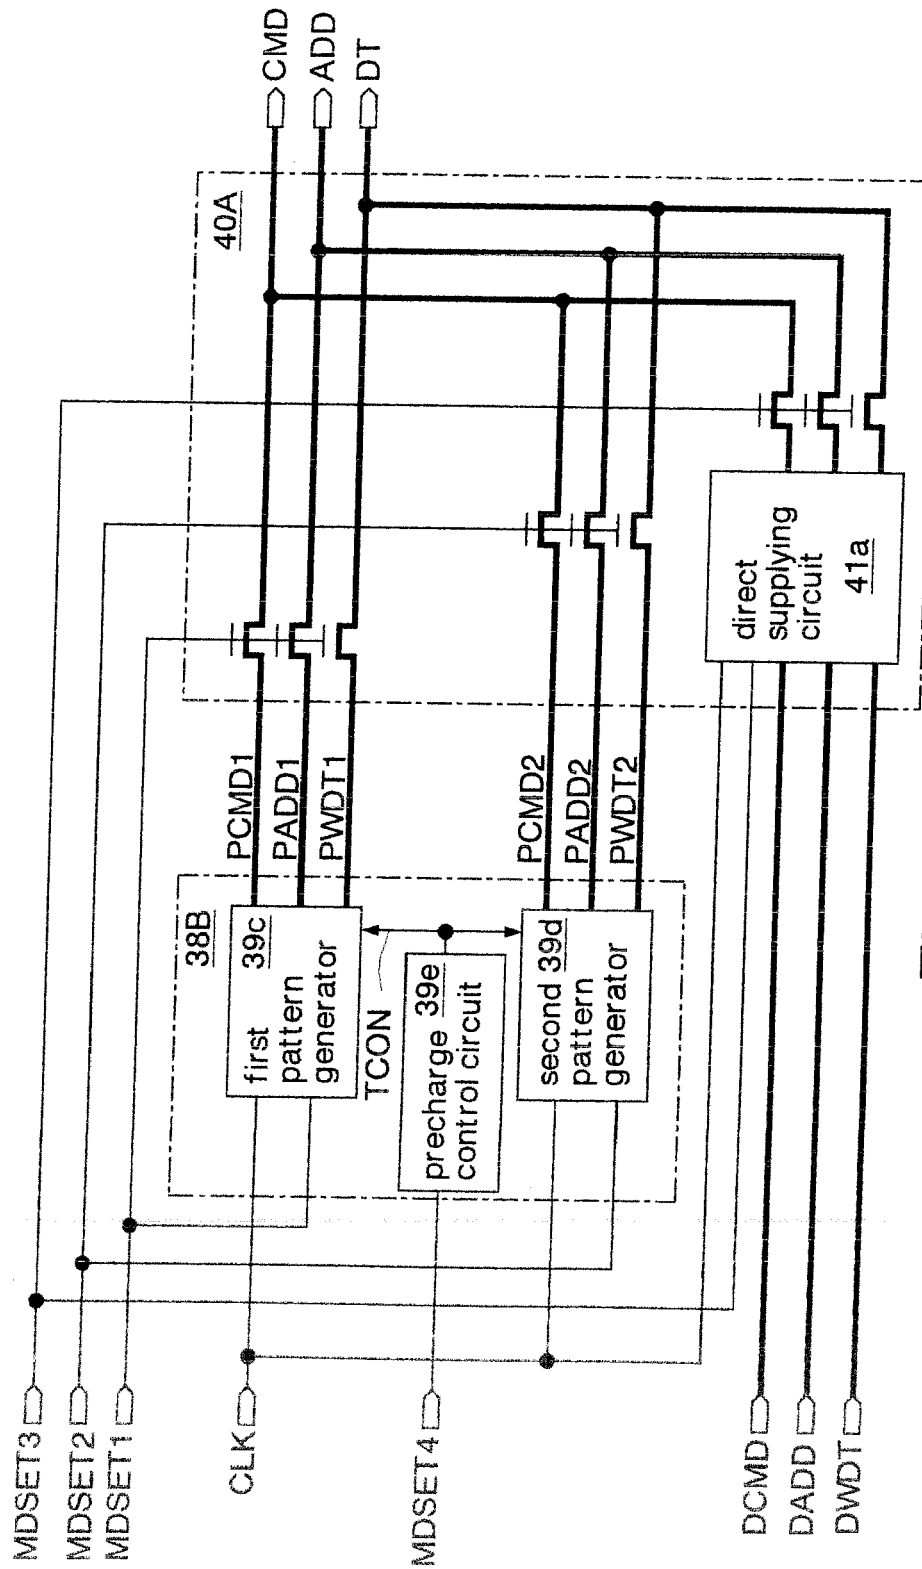 MDSET3
MDSET2
MDSET1
CLK
MDSET4
DCMD
DADD
DWDT
38B
first 39c
pattern
generator
TCON
precharge 39e
control circuit
second 39d
pattern
generator
PCMD1
PADD1
PWDT1
PCMD2
PADD2
PWDT2
40A
direct
supplying
circuit
41a
CMD
ADD
DT